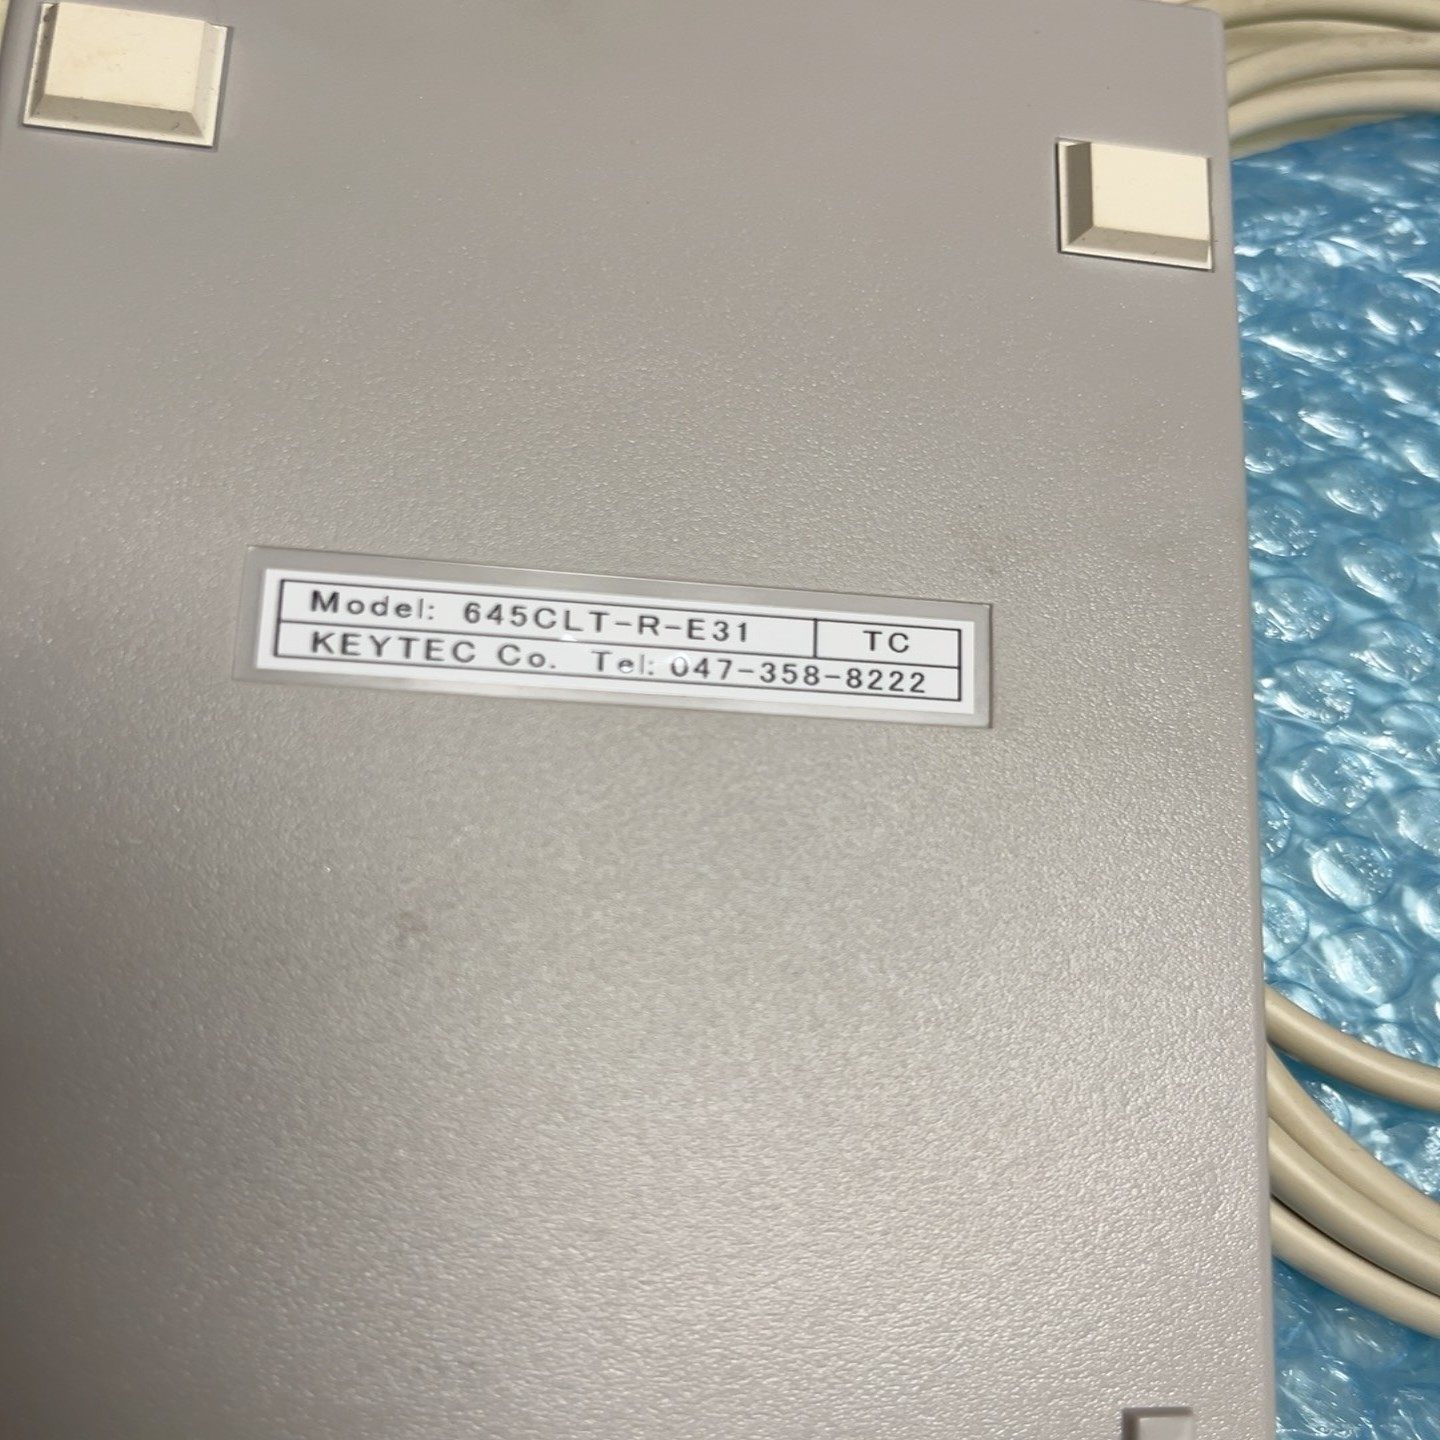 Model: 645CLT-R-E31 TC
KEYTEC Co. Tel: 047-358-8222